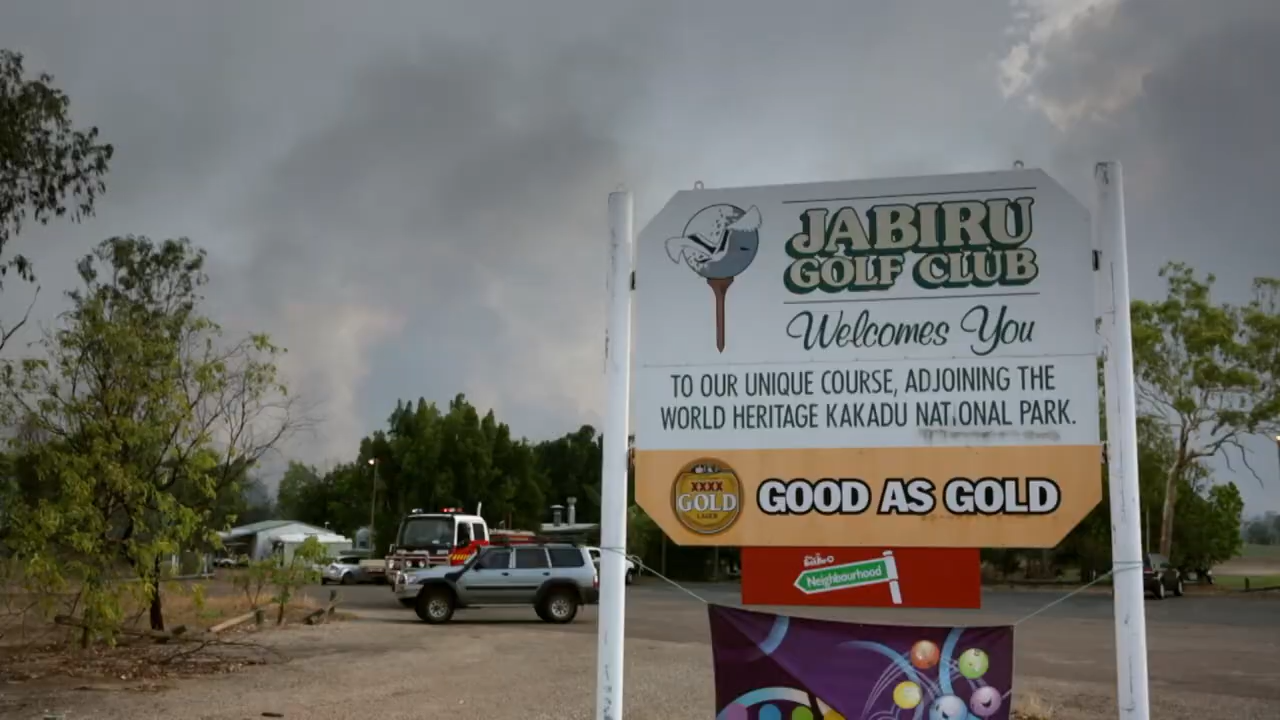 JABIRU
GOLF CLUB
Welcomes You
TO OUR UNIQUE COURSE, ADJOINING THE
WORLD HERITAGE KAKADU NATIONAL PARK.
XXXX
GOLD
LAGER
GOOD AS GOLD
Neighbourhood